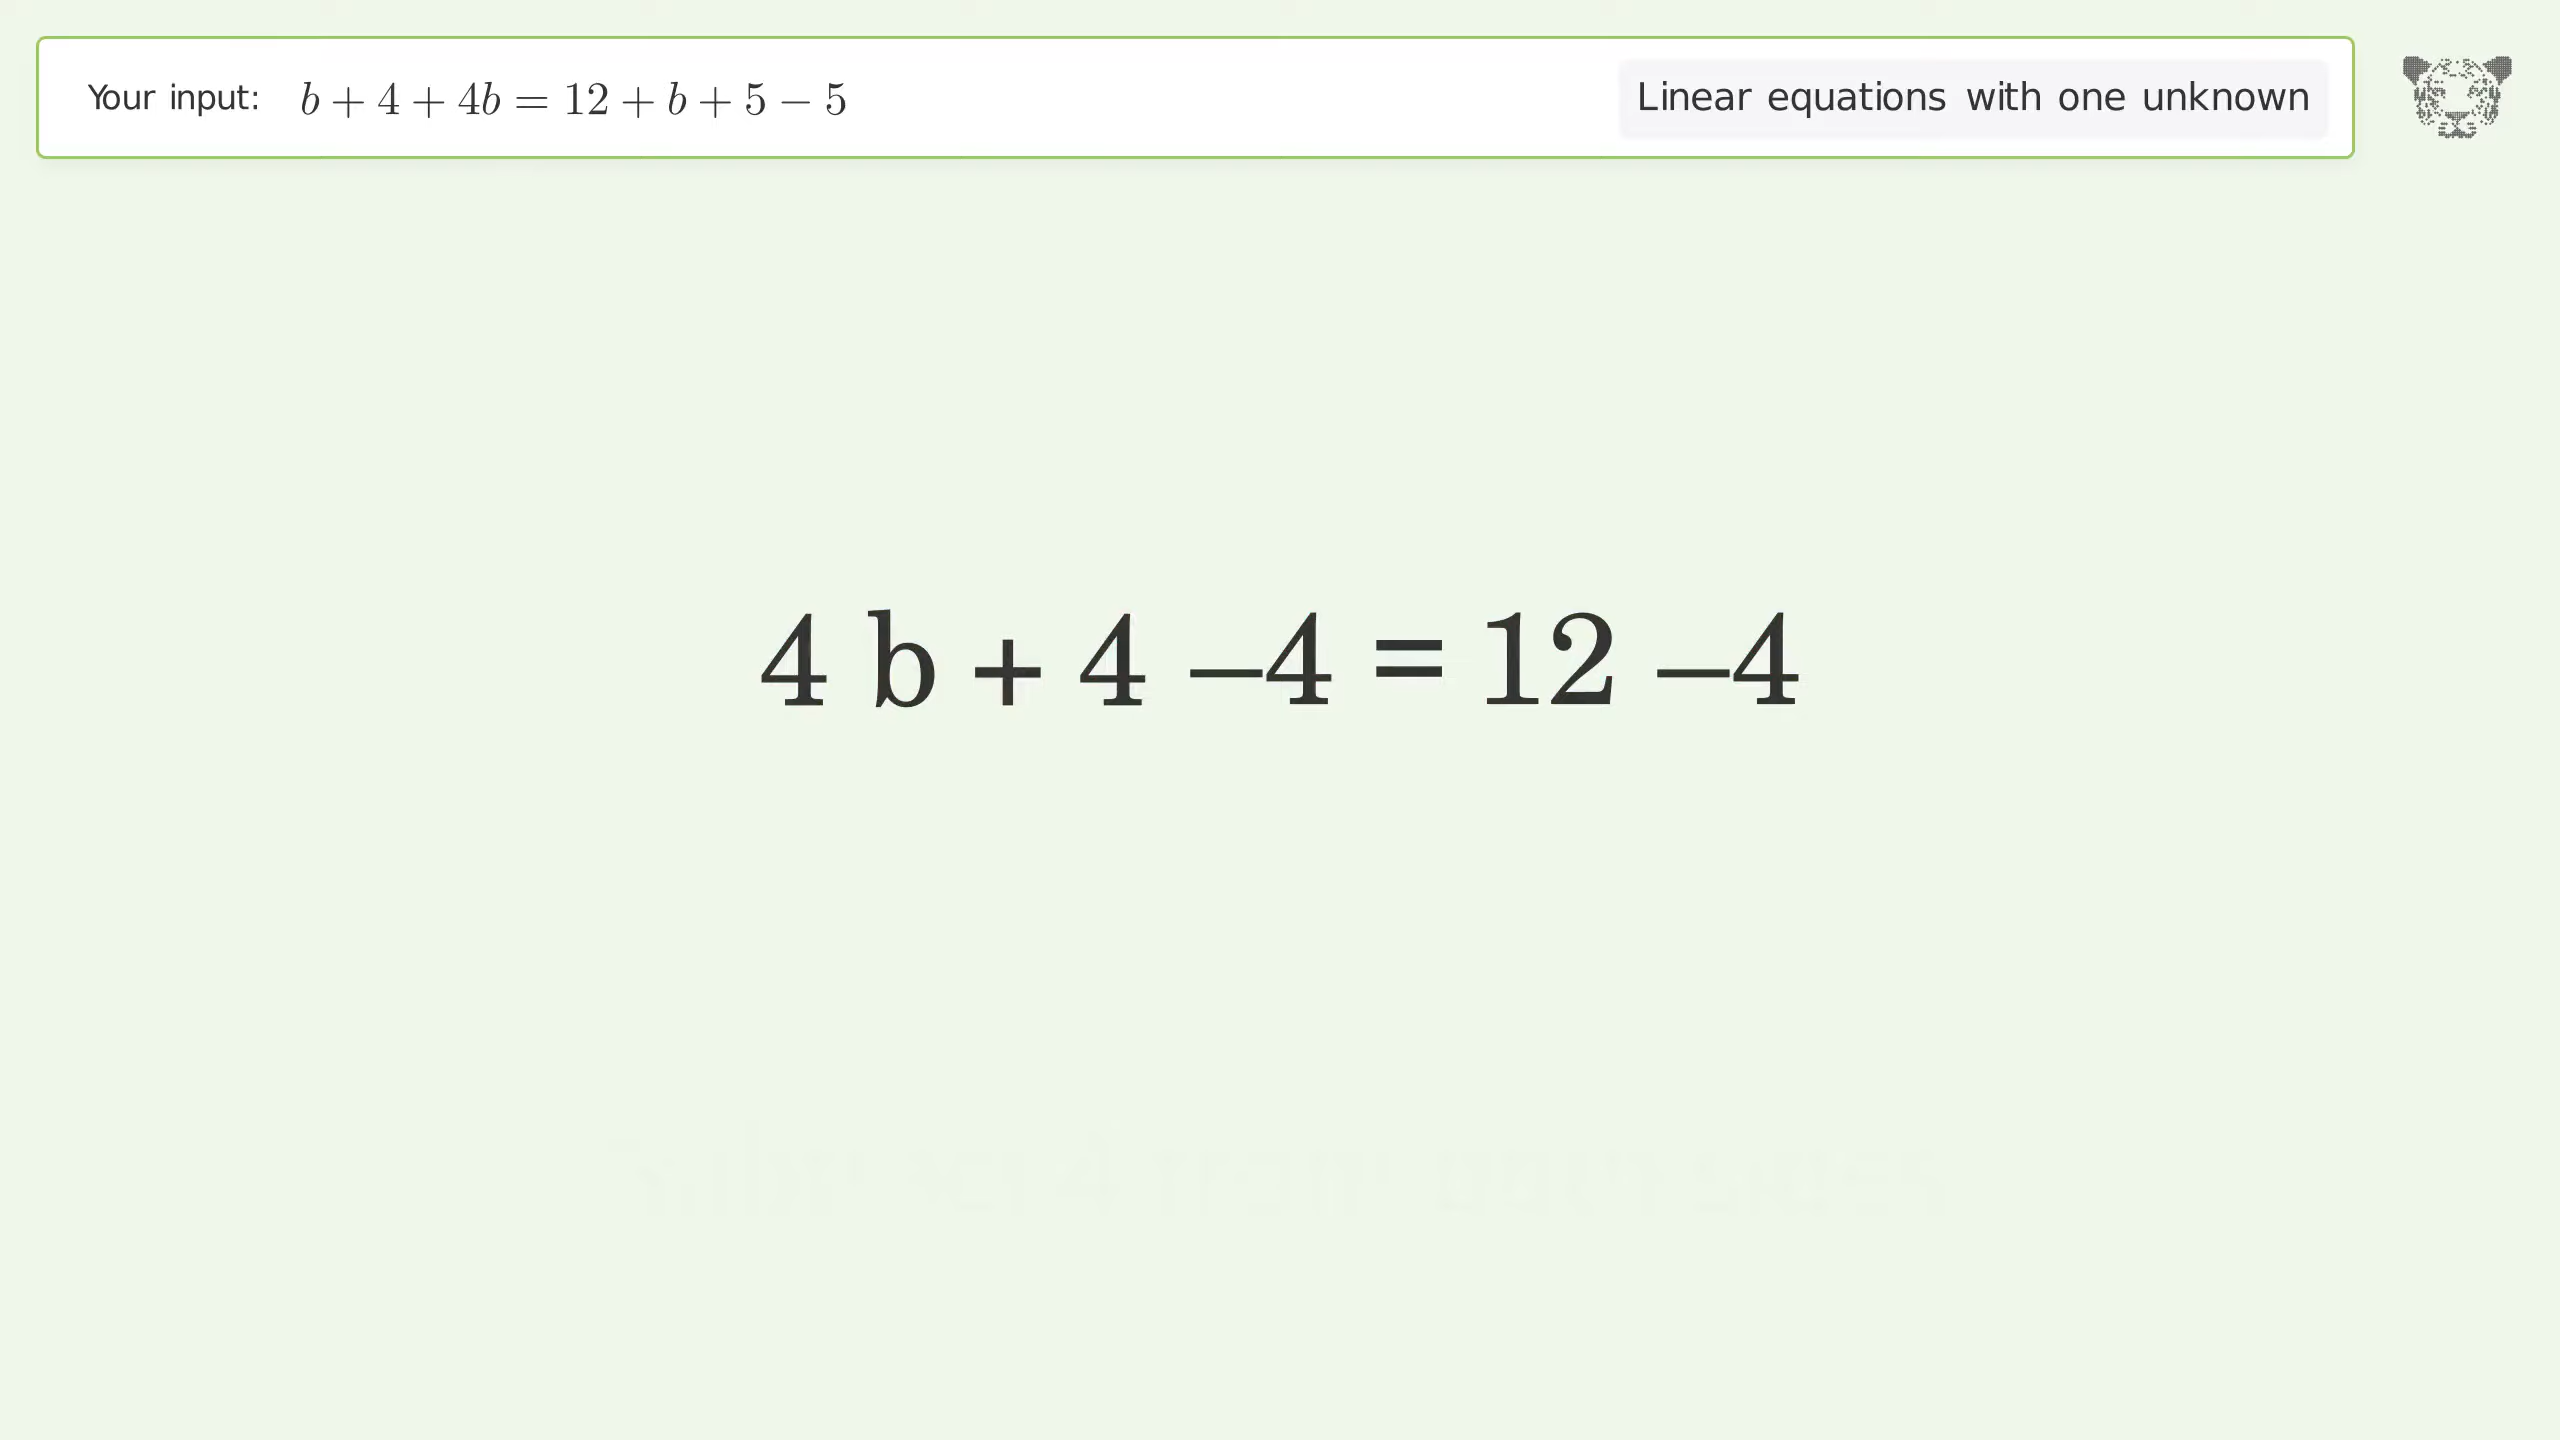 Your input: b + 4 + 4b = 12 + b + 5 − 5
Linear equations with one unknown
4 b + 4 −4 = 12 −4